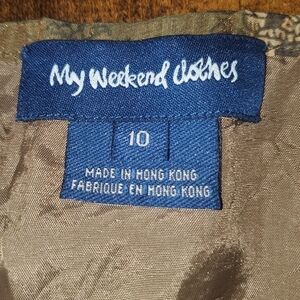 My Weekend Clothes
10
MADE IN HONG KONG
FABRIQUE EN HONG KONG